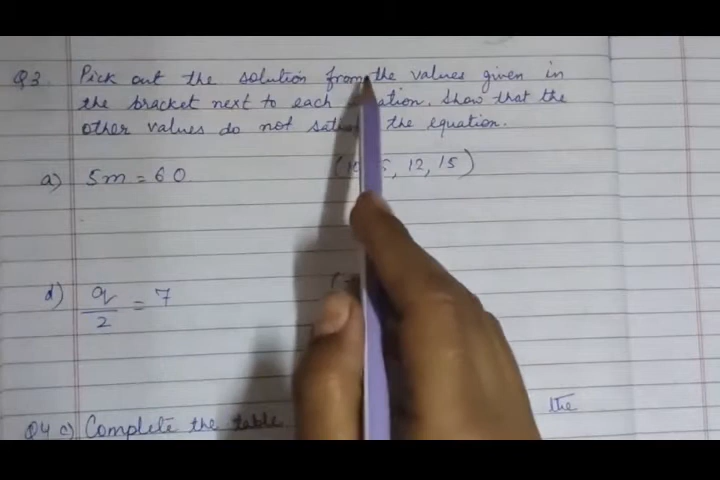 Q3. Pick out the solution from the values given in
the bracket next to each equation. Show that the
other values do not the equation.
a) 5m = 60 12, 15)
d) q/2 = 7
Q4 c) Complete the table the